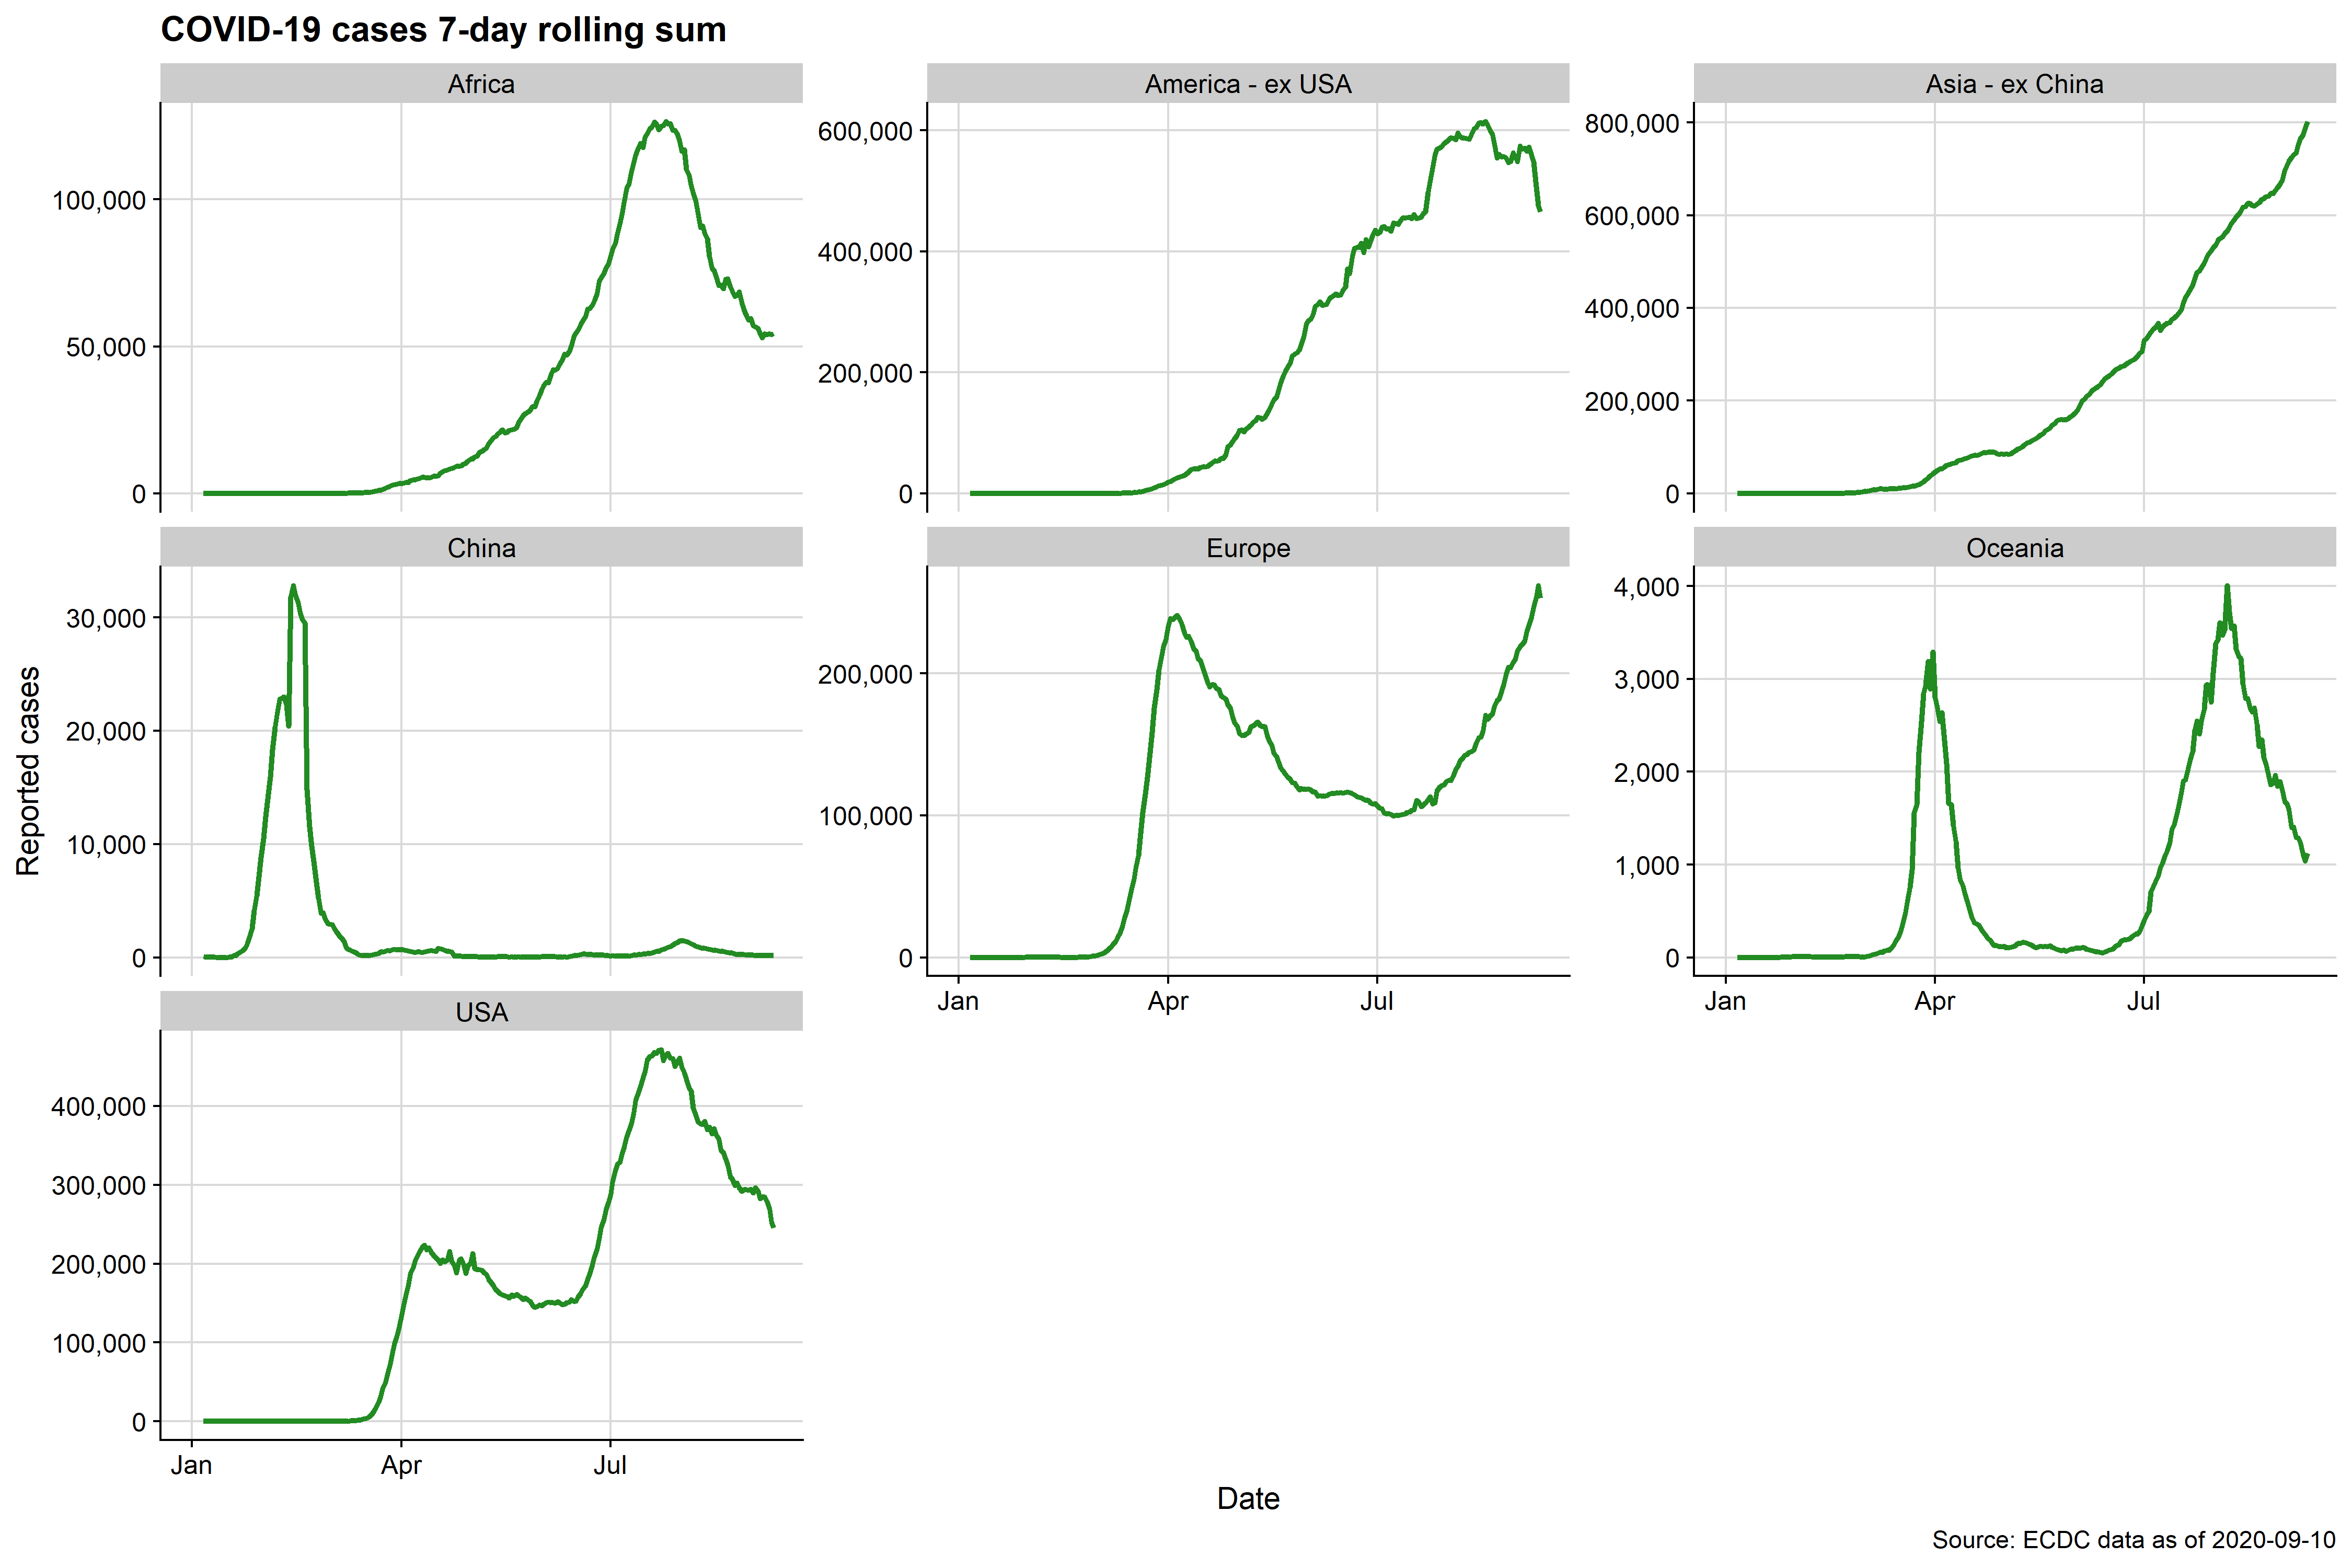 COVID-19 cases 7-day rolling sum
Africa
100,000
50,000
0
America - ex USA
600,000
400,000
200,000
0
Asia - ex China
800,000
600,000
400,000
200,000
0
Reported cases
China
30,000
20,000
10,000
0
Europe
200,000
100,000
0
Jan Apr Jul
Oceania
4,000
3,000
2,000
1,000
0
Jan Apr Jul
USA
400,000
300,000
200,000
100,000
0
Jan Apr Jul
Date
Source: ECDC data as of 2020-09-10